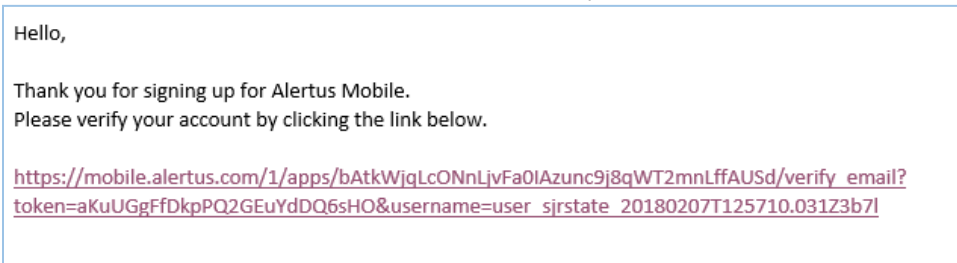 Hello,
Thank you for signing up for Alertus Mobile.
Please verify your account by clicking the link below.
https://mobile.alertus.com/1/apps/bAtkWjqLcONnLjvFa0IAzunc9j8qWT2mnLffAUSd/verify_email?
token=aKuUGgFfDkpPQ2GEuYdDQ6sHO&username=user_sjrstate_20180207T125710.031Z3b7l